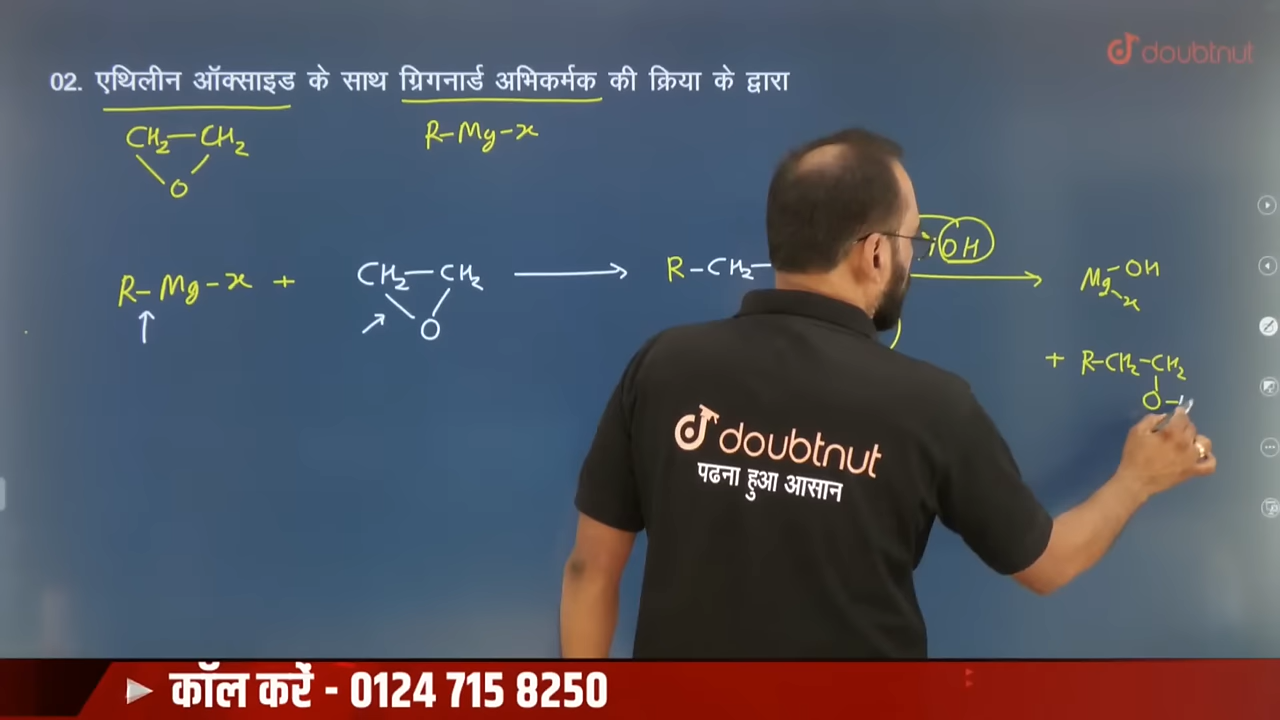 doubtnut
02. एथिलीन ऑक्साइड के साथ ग्रिगनार्ड अभिकर्मक की क्रिया के द्वारा
CH₂—CH₂
O
R-Mg-x
R-Mg-x + CH₂—CH₂ → R-CH₂— OH → Mg-OH
O
x
+ R-CH₂-CH₂
O-
doubtnut
पढना हुआ आसान
कॉल करें - 0124 715 8250